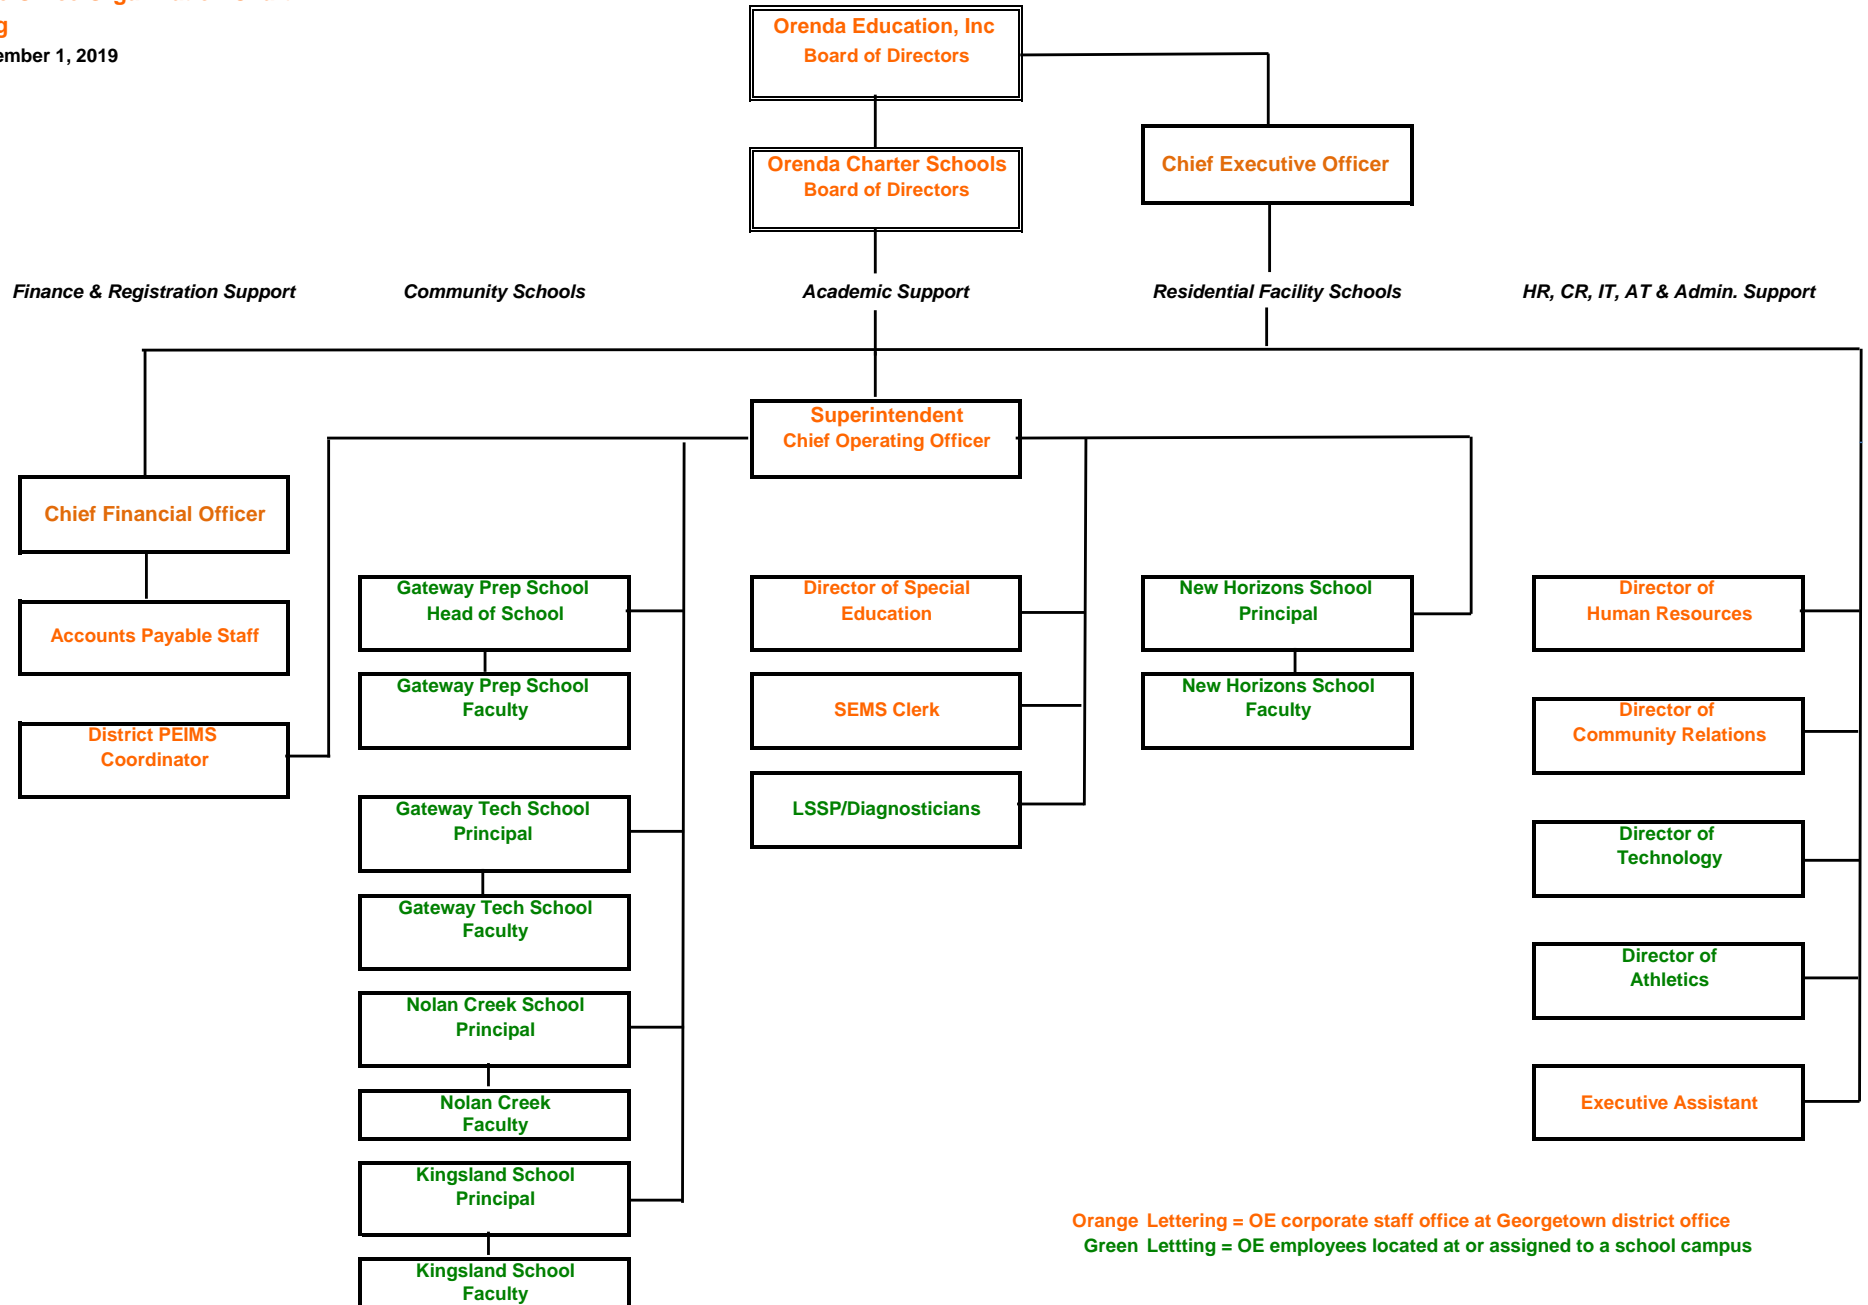 ember 1, 2019
Orenda Education, Inc
Board of Directors
Orenda Charter Schools
Board of Directors
Chief Executive Officer
Finance & Registration Support
Community Schools
Academic Support
Residential Facility Schools
HR, CR, IT, AT & Admin. Support
Superintendent
Chief Operating Officer
Chief Financial Officer
Accounts Payable Staff
District PEIMS
Coordinator
Gateway Prep School
Head of School
Gateway Prep School
Faculty
Gateway Tech School
Principal
Gateway Tech School
Faculty
Nolan Creek School
Principal
Nolan Creek
Faculty
Kingsland School
Principal
Kingsland School
Faculty
Director of Special
Education
SEMS Clerk
LSSP/Diagnosticians
New Horizons School
Principal
New Horizons School
Faculty
Director of
Human Resources
Director of
Community Relations
Director of
Technology
Director of
Athletics
Executive Assistant
Orange Lettering = OE corporate staff office at Georgetown district office
Green Lettting = OE employees located at or assigned to a school campus